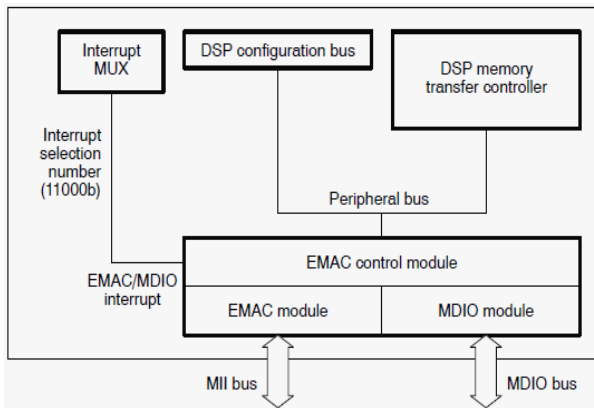 Interrupt
MUX
DSP configuration bus
DSP memory
transfer controller
Interrupt
selection
number
(11000b)
Peripheral bus
EMAC control module
EMAC/MDIO
interrupt
EMAC module
MDIO module
MII bus
MDIO bus